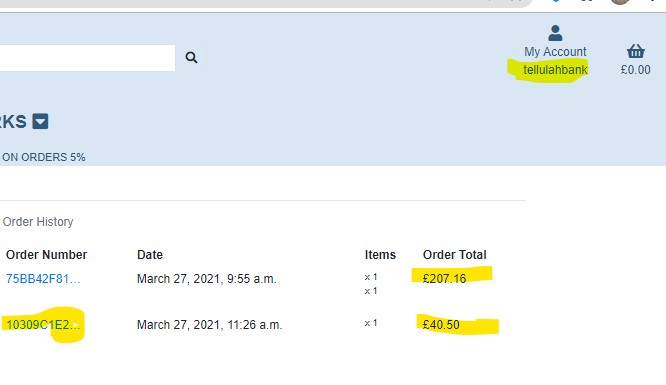 My Account
tellulahbank
£0.00
RKS
ON ORDERS 5%
Order History
Order Number Date Items Order Total
75BB42F81... March 27, 2021, 9:55 a.m. x 1 £207.16
x 1
10309C1E2... March 27, 2021, 11:26 a.m. x 1 £40.50